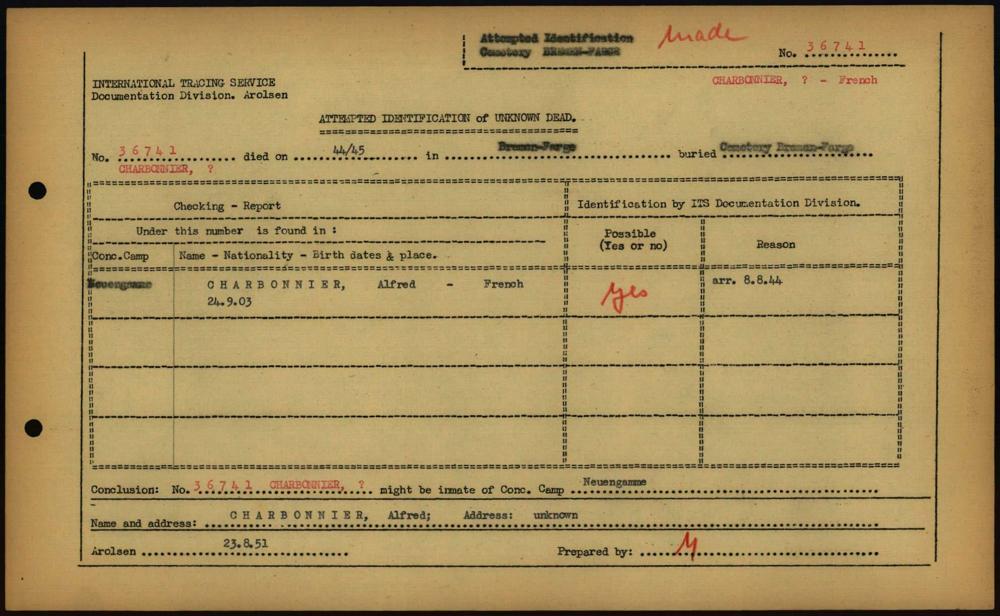 Attempted Identification
Cemetery BREMEN-FARGE
made
No. 36741
INTERNATIONAL TRACING SERVICE
Documentation Division. Arolsen
CHARBONNIER, ? - French
ATTEMPTED IDENTIFICATION of UNKNOWN DEAD.
No. 36741 died on 44/45 in Bremen-Farge buried Cemetery Bremen-Farge
CHARBONNIER, ?
Checking - Report
Identification by ITS Documentation Division.
Under this number is found in :
Possible
(Yes or no)
Reason
Conc.Camp
Name - Nationality - Birth dates & place.
Neuengamme
CHARBONNIER, Alfred - French
24.9.03
yes
arr. 8.8.44
Conclusion: No. 36741 CHARBONNIER, ? might be inmate of Conc. Camp Neuengamme
Name and address: CHARBONNIER, Alfred; Address: unknown
Arolsen 23.8.51 Prepared by: